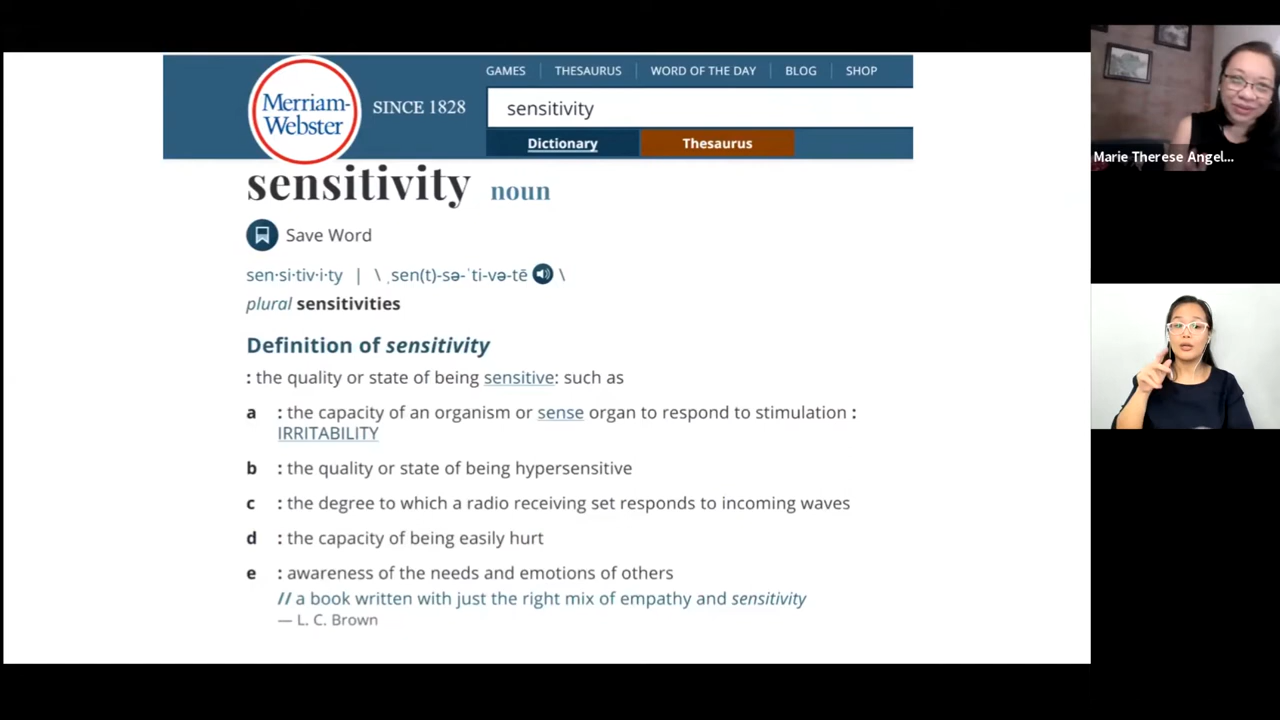 GAMES THESAURUS WORD OF THE DAY BLOG SHOP
Merriam-
Webster
SINCE 1828
sensitivity
Dictionary Thesaurus
sensitivity noun
Save Word
sen·si·tiv·i·ty | \ ˌsen(t)-sə-ˈti-və-tē \
plural sensitivities
Definition of sensitivity
: the quality or state of being sensitive: such as
a : the capacity of an organism or sense organ to respond to stimulation :
IRRITABILITY
b : the quality or state of being hypersensitive
c : the degree to which a radio receiving set responds to incoming waves
d : the capacity of being easily hurt
e : awareness of the needs and emotions of others
// a book written with just the right mix of empathy and sensitivity
— L. C. Brown
Marie Therese Angel...